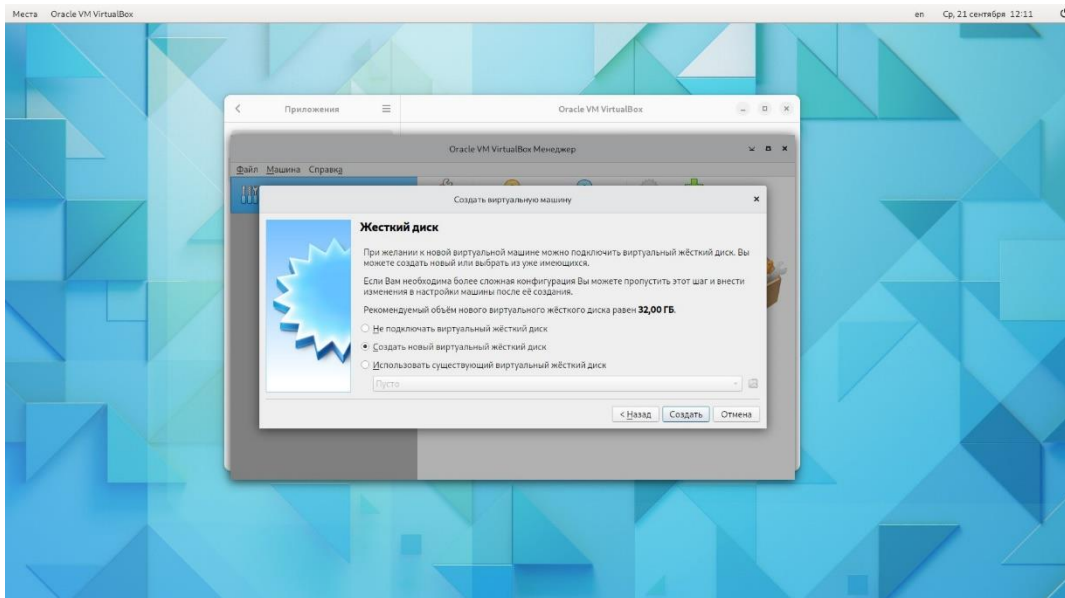 Места Oracle VM VirtualBox en Ср, 21 сентября 12:11
Приложения Oracle VM VirtualBox
Oracle VM VirtualBox Менеджер
Файл Машина Справка
Создать виртуальную машину
Жесткий диск
При желании к новой виртуальной машине можно подключить виртуальный жёсткий диск. Вы
можете создать новый или выбрать из уже имеющихся.
Если Вам необходима более сложная конфигурация Вы можете пропустить этот шаг и внести
изменения в настройки машины после её создания.
Рекомендуемый объём нового виртуального жёсткого диска равен 32,00 ГБ.
Не подключать виртуальный жёсткий диск
Создать новый виртуальный жёсткий диск
Использовать существующий виртуальный жёсткий диск
Пусто
< Назад Создать Отмена